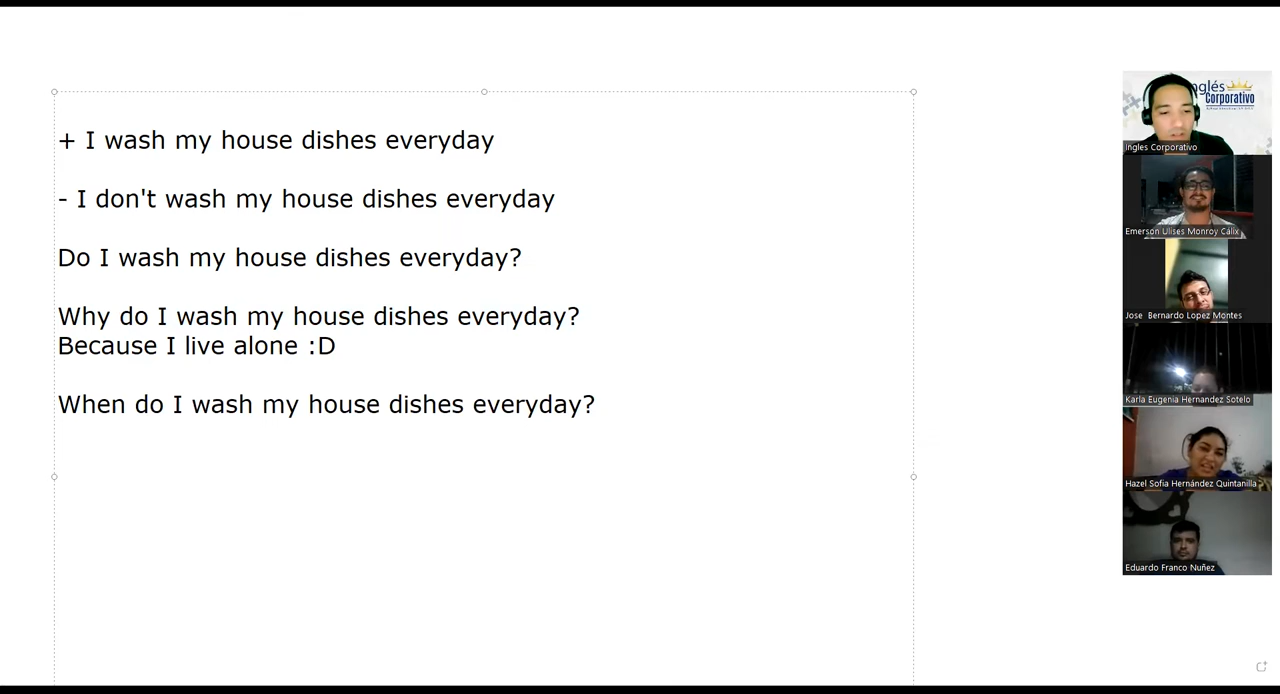 + I wash my house dishes everyday
- I don't wash my house dishes everyday
Do I wash my house dishes everyday?
Why do I wash my house dishes everyday?
Because I live alone :D
When do I wash my house dishes everyday?
Inglés
Corporativo
Ingles Corporativo
Emerson Ulises Monroy Calix
Jose Bernardo Lopez Montes
Karla Eugenia Hernandez Sotelo
Hazel Sofia Hernández Quintanilla
Eduardo Franco Nuñez